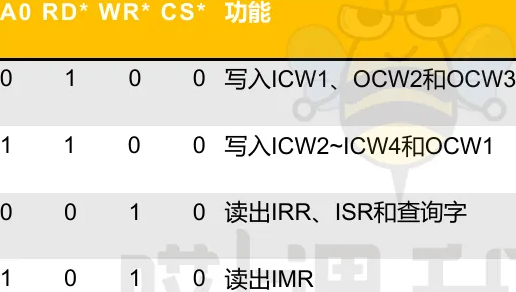 A0 RD* WR* CS* 功能
0 1 0 0 写入ICW1、OCW2和OCW3
1 1 0 0 写入ICW2~ICW4和OCW1
0 0 1 0 读出IRR、ISR和查询字
1 0 1 0 读出IMR